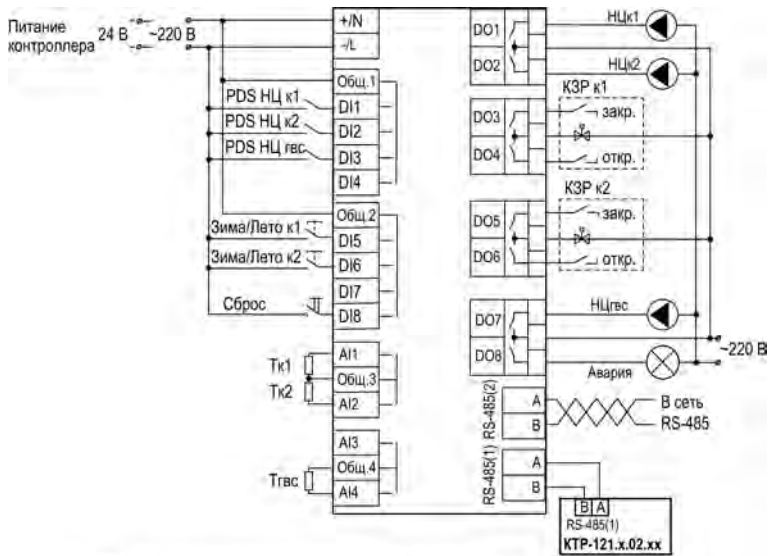 Питание
контроллера
24 В
~220 В
+/N
-/L
Общ.1
PDS НЦ к1
DI1
PDS НЦ к2
DI2
PDS НЦ гвс
DI3
DI4
Общ.2
Зима/Лето к1
DI5
Зима/Лето к2
DI6
DI7
Сброс
DI8
Тк1
AI1
Общ.3
Тк2
AI2
AI3
Общ.4
Тгвс
AI4
DO1
НЦк1
DO2
НЦк2
КЗР к1
DO3
закр.
DO4
откр.
КЗР к2
DO5
закр.
DO6
откр.
DO7
НЦгвс
DO8
Авария
~220 В
RS-485(2)
A
B
В сеть
RS-485
RS-485(1)
A
B
B A
RS-485(1)
КТР-121.х.02.хх